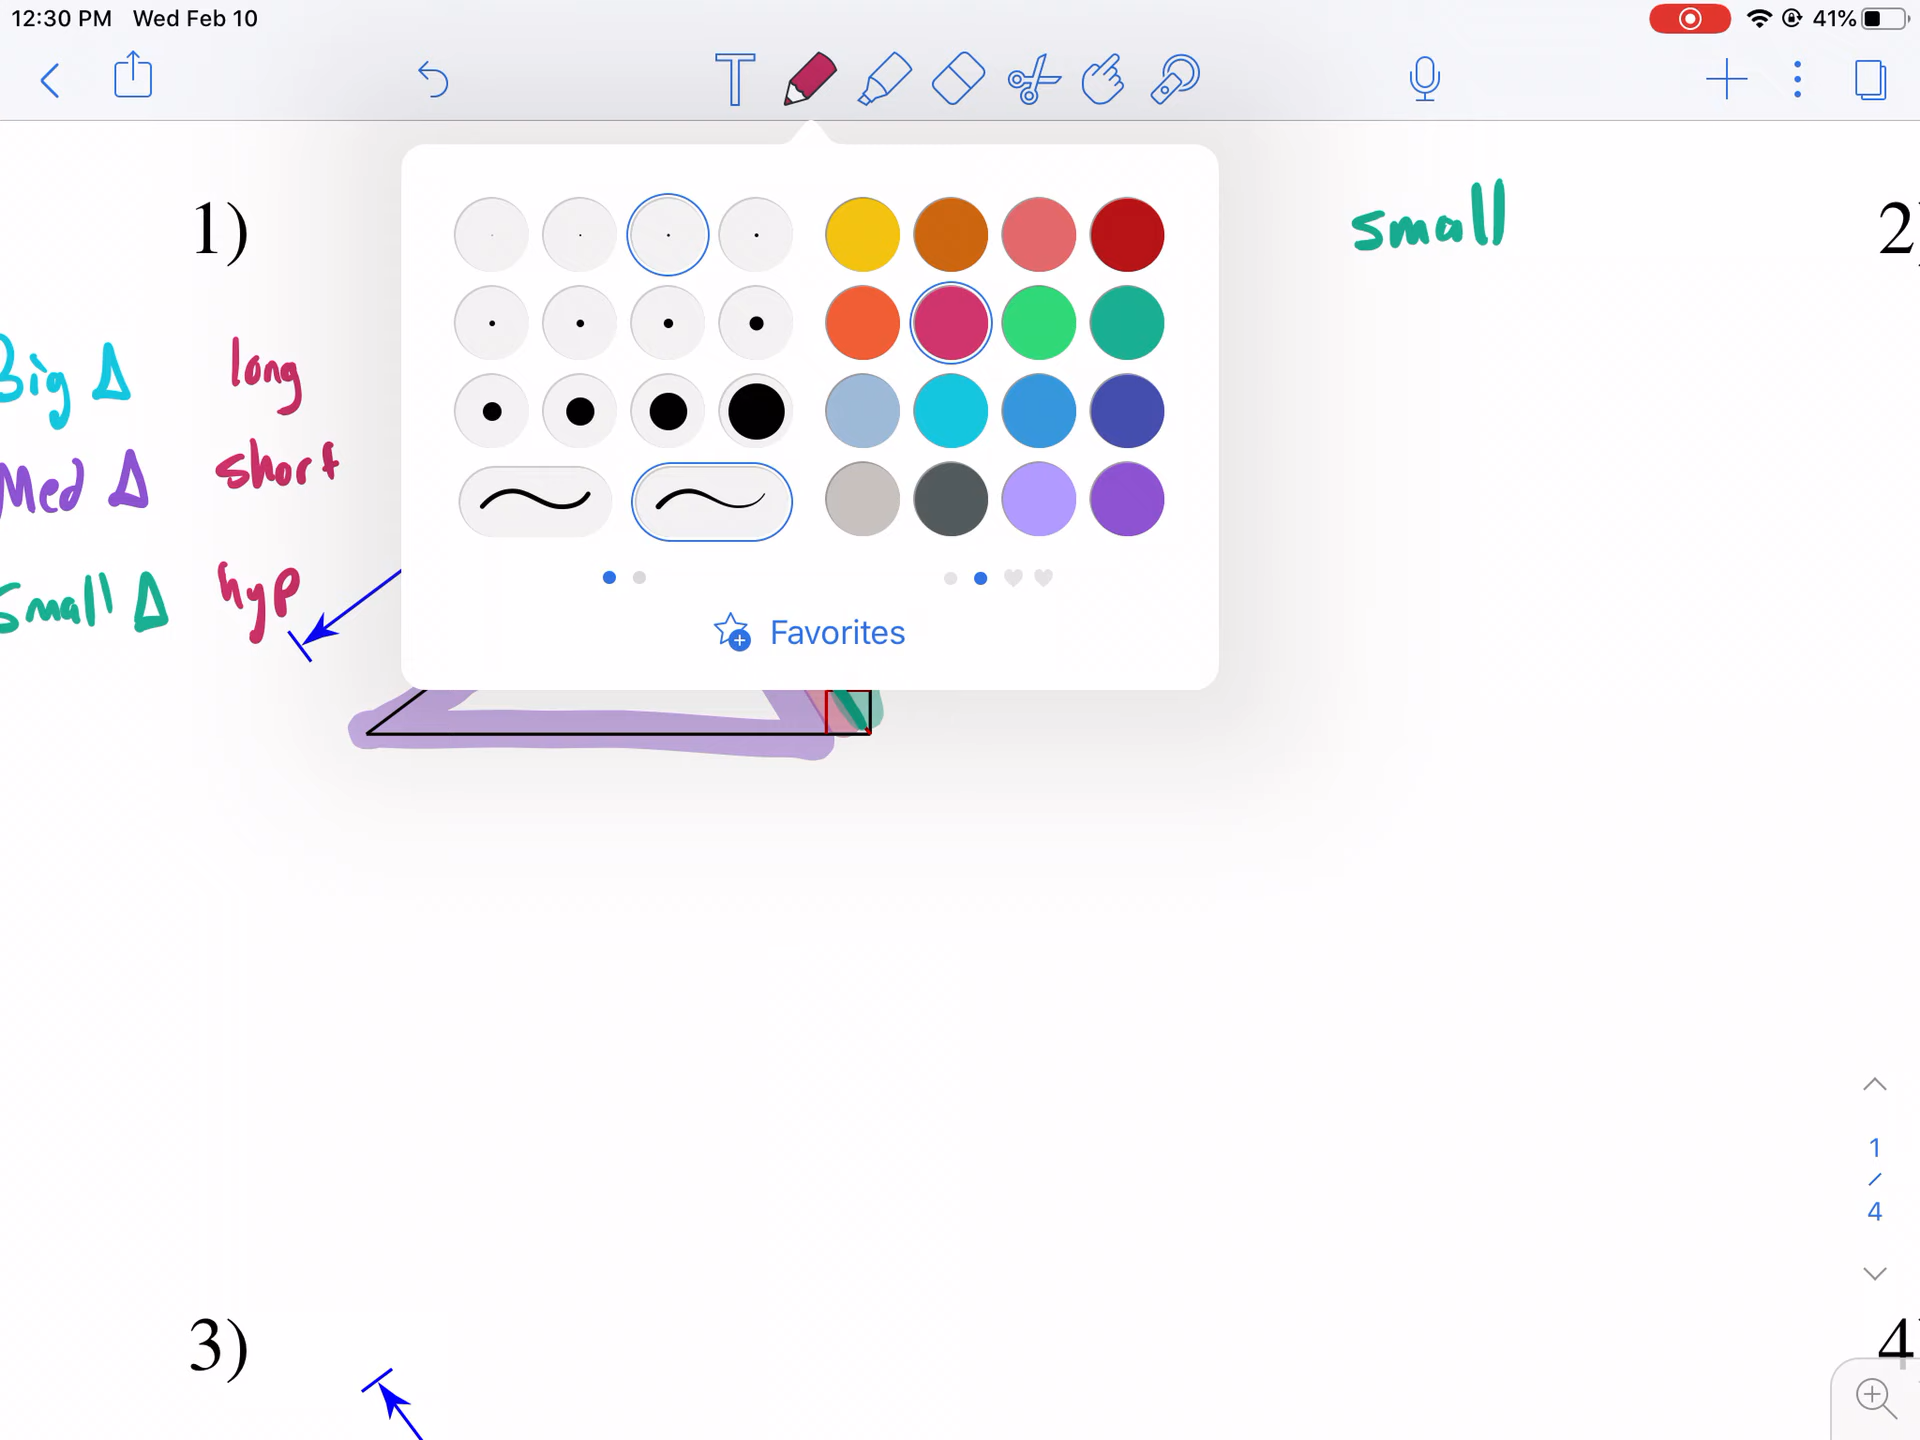 12:30 PM Wed Feb 10 41%
T
1) small 2)
Big Δ long
Med Δ short
Small Δ hyp
Favorites
1
/
4
3) 4)